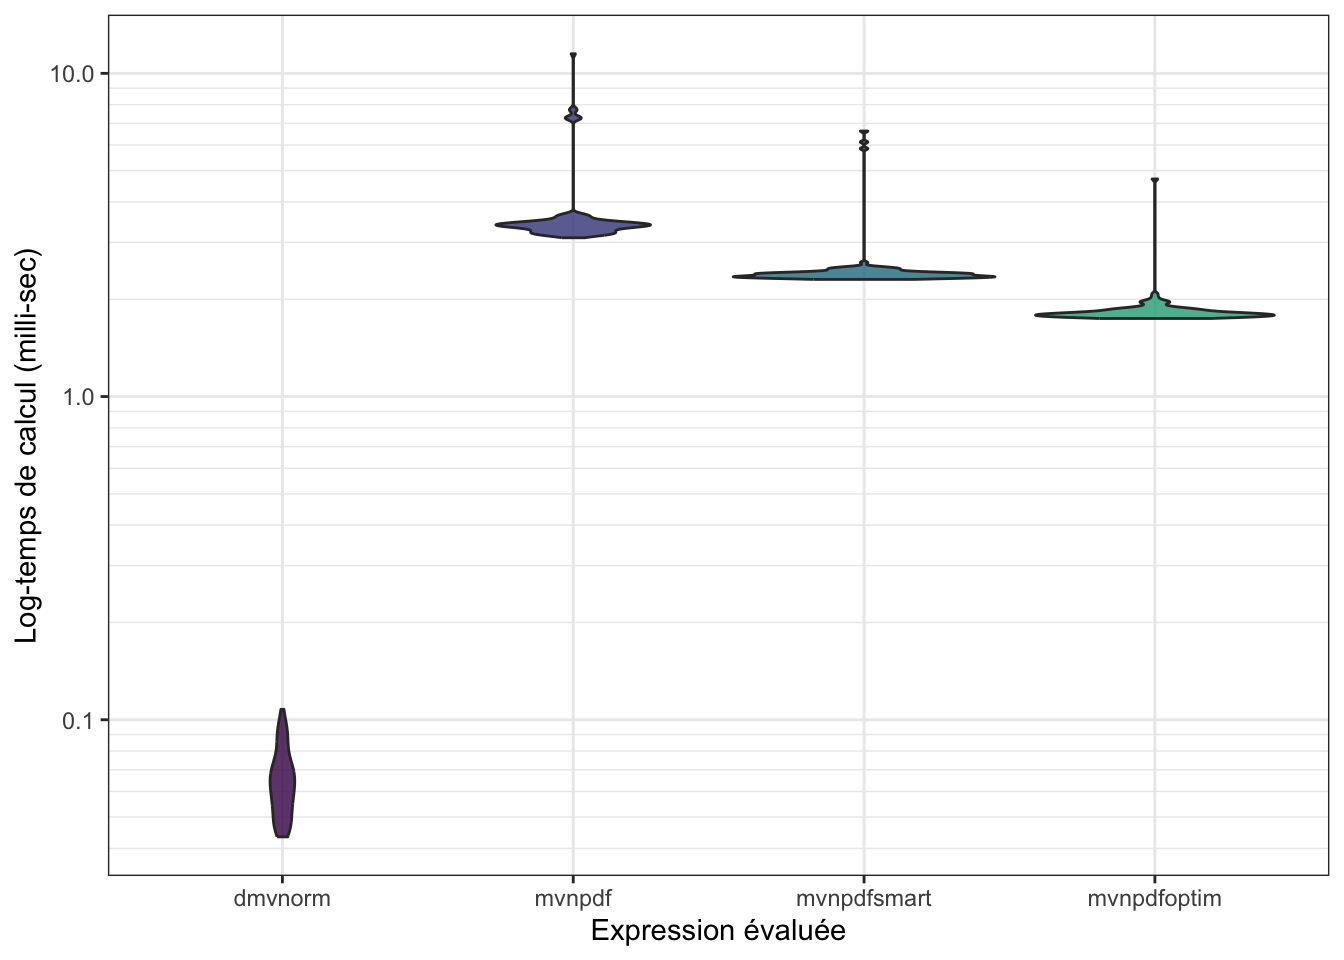 Log-temps de calcul (milli-sec)
10.0
1.0
0.1
dmvnorm
mvnpdf
mvnpdfsmart
mvnpdfoptim
Expression évaluée